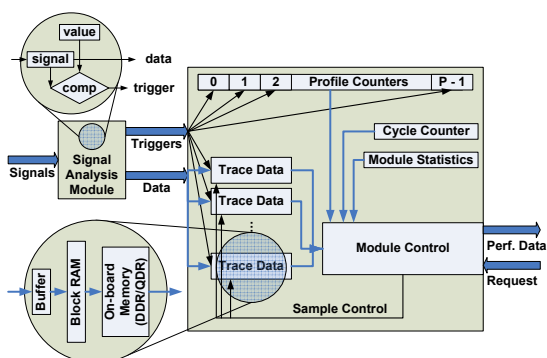 value
signal
comp
data
trigger
Signals
Signal
Analysis
Module
Triggers
Data
0 1 2 Profile Counters P - 1
Cycle Counter
Module Statistics
Trace Data
Trace Data
⋮
Trace Data
Module Control
Sample Control
Perf. Data
Request
Buffer
Block RAM
On-board
Memory
(DDR/QDR)